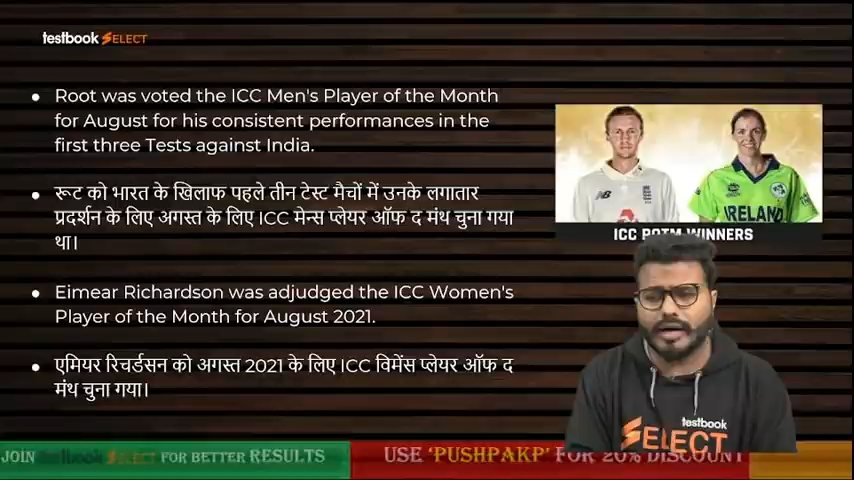 testbook SELECT
• Root was voted the ICC Men's Player of the Month
for August for his consistent performances in the
first three Tests against India.
• रूट को भारत के खिलाफ पहले तीन टेस्ट मैचों में उनके लगातार
प्रदर्शन के लिए अगस्त के लिए ICC मेन्स प्लेयर ऑफ द मंथ चुना गया
था।
• Eimear Richardson was adjudged the ICC Women's
Player of the Month for August 2021.
• एमियर रिचर्डसन को अगस्त 2021 के लिए ICC विमेंस प्लेयर ऑफ द
मंथ चुना गया।
NB
IRELAND
ICC POTM WINNERS
testbook
SELECT
JOIN testbook SELECT FOR BETTER RESULTS
USE 'PUSHPAKP' FOR 20% DISCOUNT